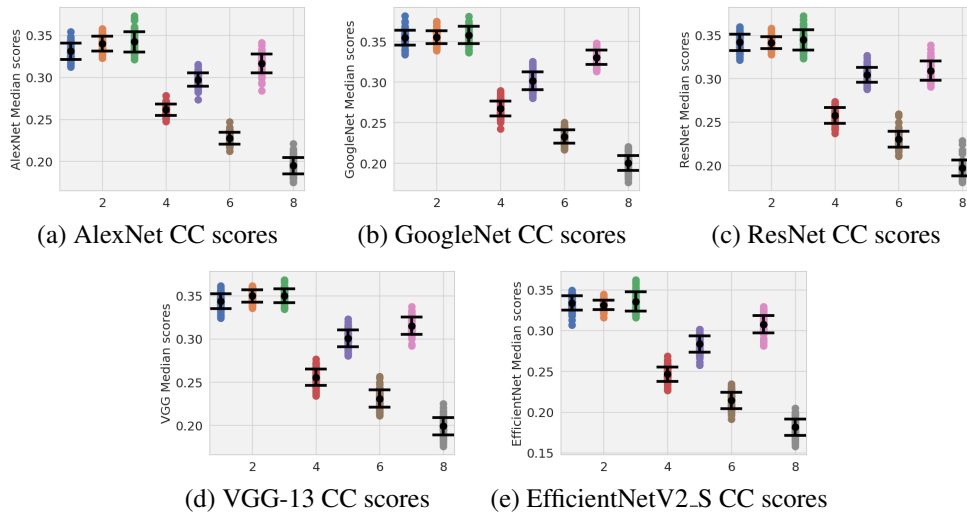 AlexNet Median scores
0.35
0.30
0.25
0.20
2 4 6 8
(a) AlexNet CC scores
GoogleNet Median scores
0.35
0.30
0.25
0.20
2 4 6 8
(b) GoogleNet CC scores
ResNet Median scores
0.35
0.30
0.25
0.20
2 4 6 8
(c) ResNet CC scores
VGG Median scores
0.35
0.30
0.25
0.20
2 4 6 8
(d) VGG-13 CC scores
EfficientNet Median scores
0.35
0.30
0.25
0.20
0.15
2 4 6 8
(e) EfficientNetV2_S CC scores